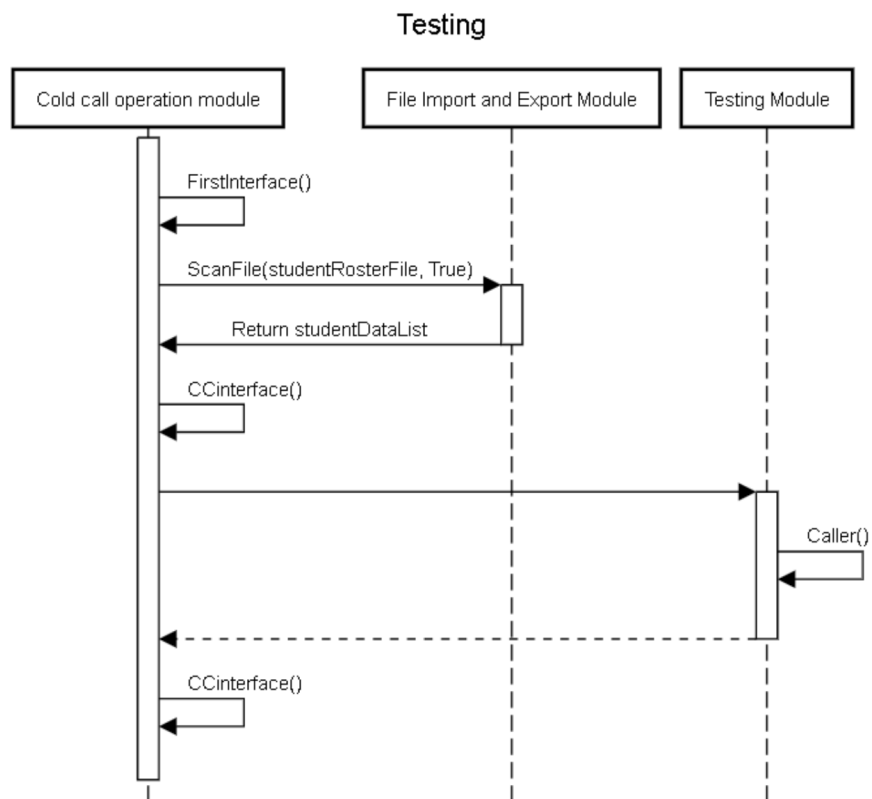 Testing
Cold call operation module
File Import and Export Module
Testing Module
FirstInterface()
ScanFile(studentRosterFile, True)
Return studentDataList
CCinterface()
Caller()
CCinterface()